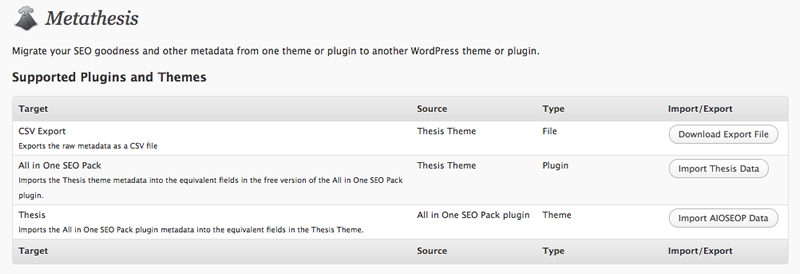 Metathesis
Migrate your SEO goodness and other metadata from one theme or plugin to another WordPress theme or plugin.
Supported Plugins and Themes
Target Source Type Import/Export
CSV Export Thesis Theme File Download Export File
Exports the raw metadata as a CSV file
All in One SEO Pack Thesis Theme Plugin Import Thesis Data
Imports the Thesis theme metadata into the equivalent fields in the free version of the All in One SEO Pack
plugin.
Thesis All in One SEO Pack plugin Theme Import AIOSEOP Data
Imports the All in One SEO Pack plugin metadata into the equivalent fields in the Thesis Theme.
Target Source Type Import/Export